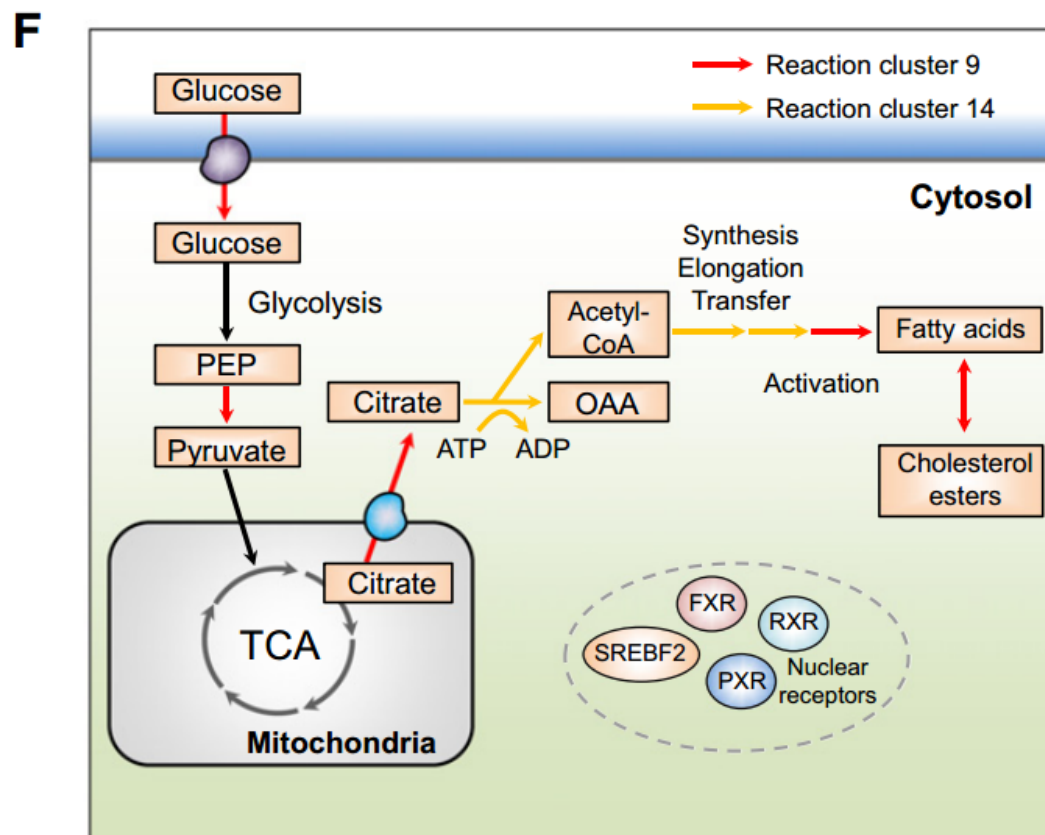 F
Glucose
Reaction cluster 9
Reaction cluster 14
Cytosol
Glucose
Glycolysis
Synthesis
Elongation
Transfer
Acetyl-
CoA
Fatty acids
PEP
Activation
Citrate
OAA
ATP
ADP
Pyruvate
Cholesterol
esters
Citrate
TCA
Mitochondria
FXR
RXR
SREBF2
PXR
Nuclear
receptors